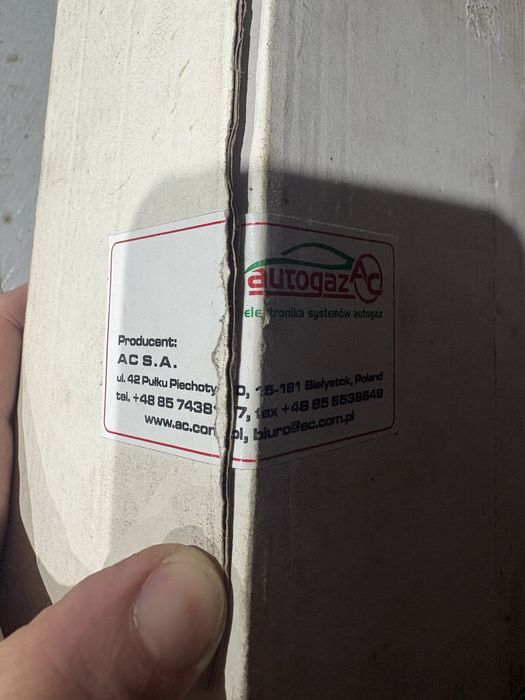 autogaz AC
elektronika systemów autogaz
Producent:
AC S.A.
ul. 42 Pułku Piechoty 15-181 Białystok, Poland
tel. +48 85 7438 fax +48 85 6538649
www.ac.com.pl, biuro@ac.com.pl